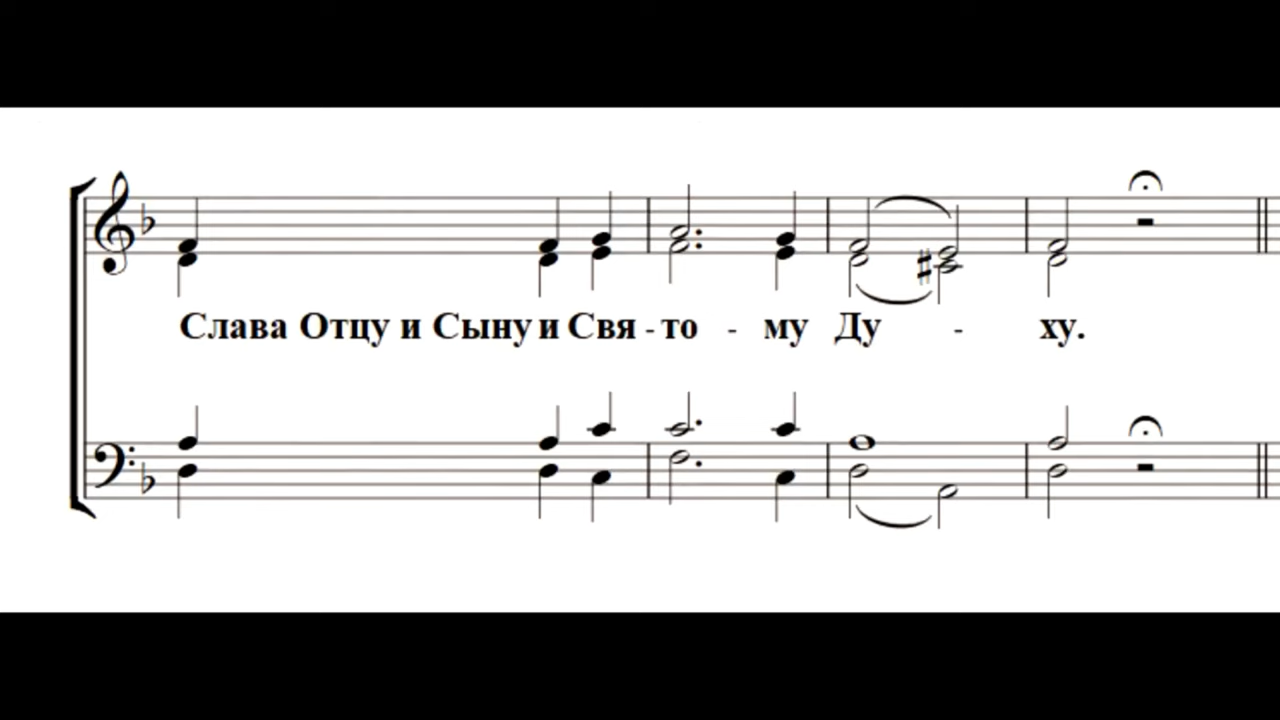 Слава Отцу и Сыну и Свя - то - му Ду - ху.